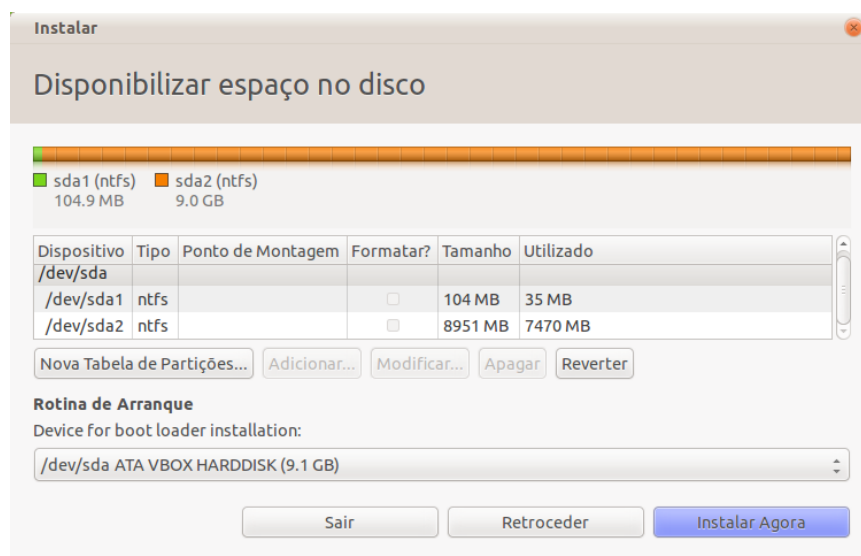 Instalar
Disponibilizar espaço no disco
sda1 (ntfs) sda2 (ntfs)
104.9 MB 9.0 GB
Dispositivo Tipo Ponto de Montagem Formatar? Tamanho Utilizado
/dev/sda
/dev/sda1 ntfs 104 MB 35 MB
/dev/sda2 ntfs 8951 MB 7470 MB
Nova Tabela de Partições... Adicionar... Modificar... Apagar Reverter
Rotina de Arranque
Device for boot loader installation:
/dev/sda ATA VBOX HARDDISK (9.1 GB)
Sair Retroceder Instalar Agora